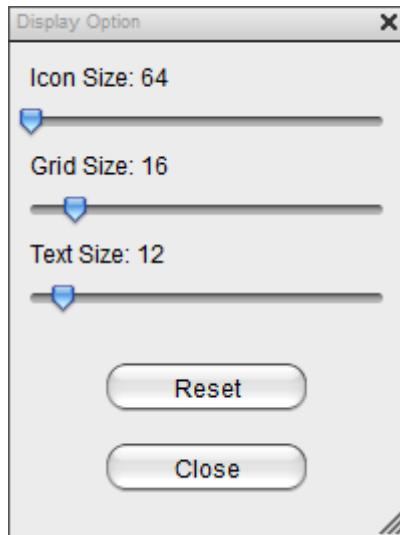 Display Option
Icon Size: 64
Grid Size: 16
Text Size: 12
Reset
Close